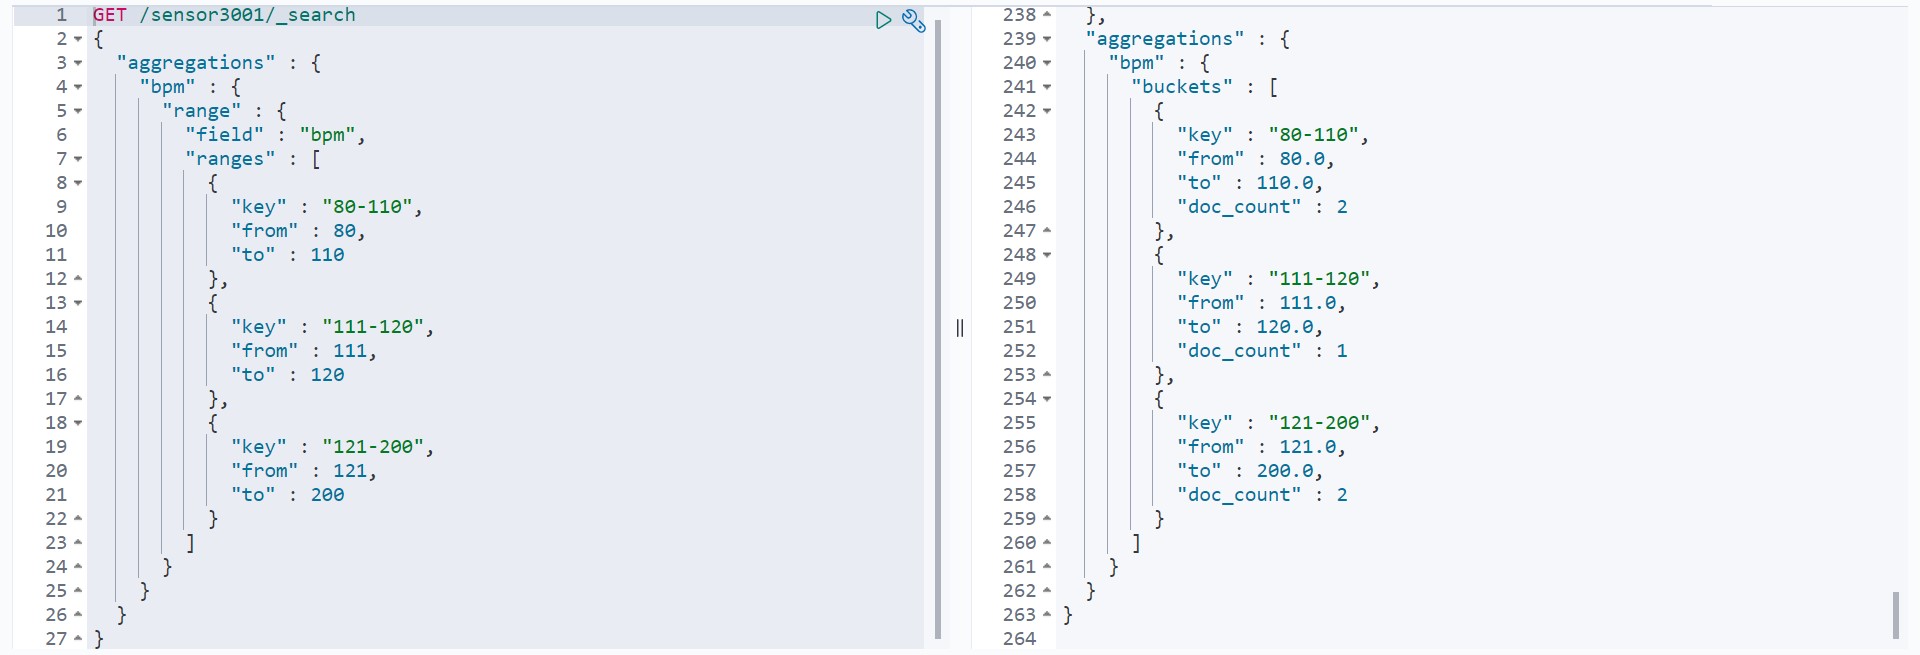 1 GET /sensor3001/_search
2 {
3 "aggregations" : {
4 "bpm" : {
5 "range" : {
6 "field" : "bpm",
7 "ranges" : [
8 {
9 "key" : "80-110",
10 "from" : 80,
11 "to" : 110
12 },
13 {
14 "key" : "111-120",
15 "from" : 111,
16 "to" : 120
17 },
18 {
19 "key" : "121-200",
20 "from" : 121,
21 "to" : 200
22 }
23 ]
24 }
25 }
26 }
27 }
238 },
239 "aggregations" : {
240 "bpm" : {
241 "buckets" : [
242 {
243 "key" : "80-110",
244 "from" : 80.0,
245 "to" : 110.0,
246 "doc_count" : 2
247 },
248 {
249 "key" : "111-120",
250 "from" : 111.0,
251 "to" : 120.0,
252 "doc_count" : 1
253 },
254 {
255 "key" : "121-200",
256 "from" : 121.0,
257 "to" : 200.0,
258 "doc_count" : 2
259 }
260 ]
261 }
262 }
263 }
264